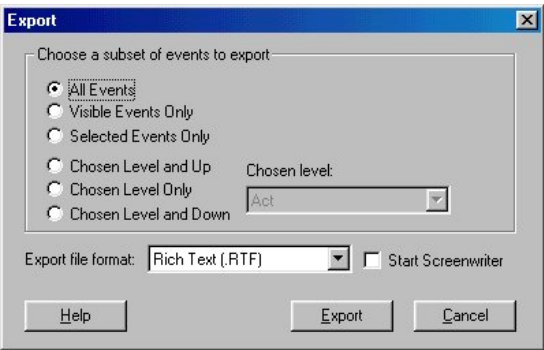 Export
Choose a subset of events to export
All Events
Visible Events Only
Selected Events Only
Chosen Level and Up
Chosen level:
Chosen Level Only
Act
Chosen Level and Down
Export file format: Rich Text (.RTF) Start Screenwriter
Help Export Cancel